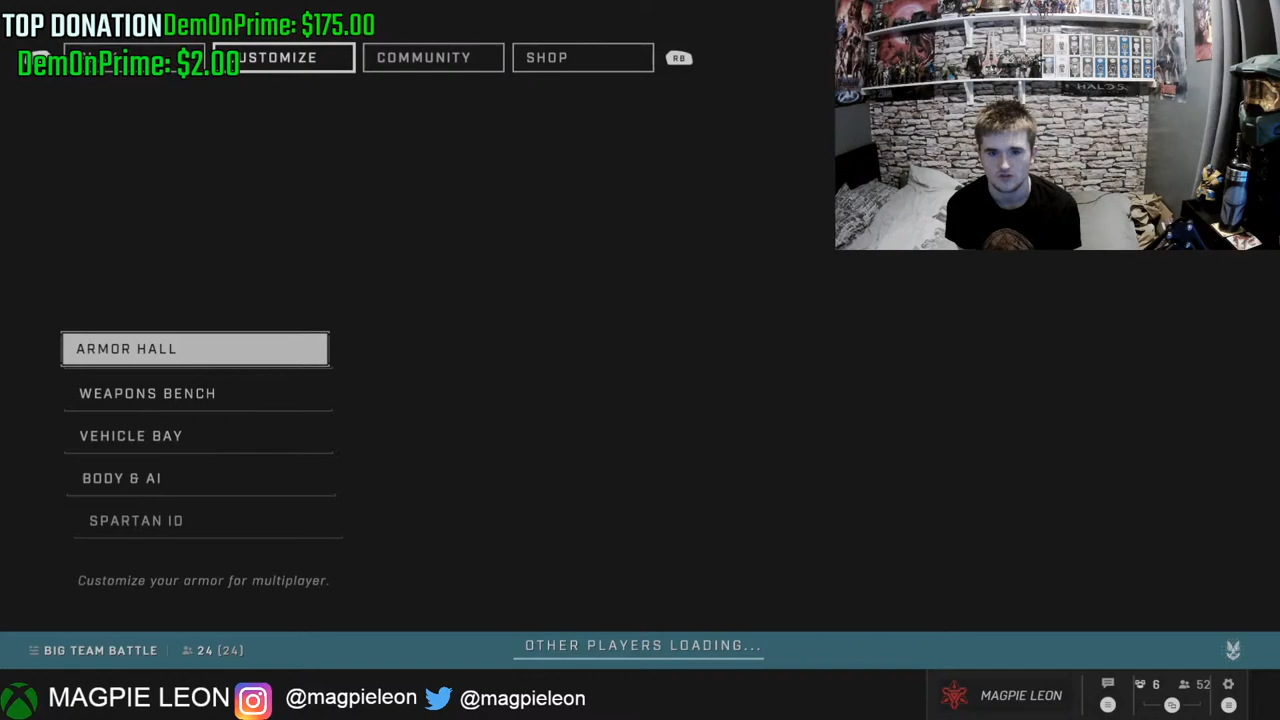 TOP DONATION DemOnPrime: $175.00
DemOnPrime: $2.00
CUSTOMIZE
COMMUNITY
SHOP
RB
HALO 5
ARMOR HALL
WEAPONS BENCH
VEHICLE BAY
BODY & AI
SPARTAN ID
Customize your armor for multiplayer.
BIG TEAM BATTLE 24 (24)
OTHER PLAYERS LOADING...
MAGPIE LEON @magpieleon @magpieleon
MAGPIE LEON 6 52